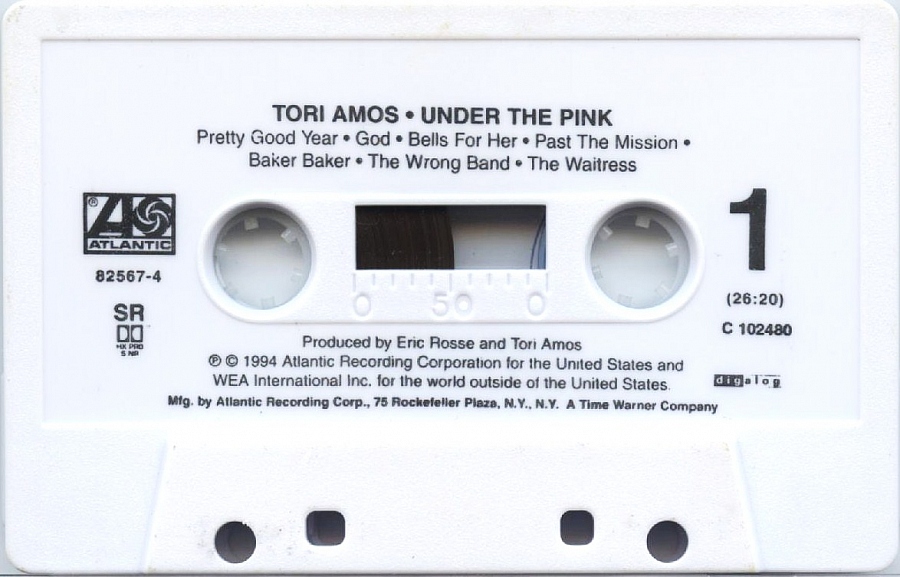 TORI AMOS • UNDER THE PINK
Pretty Good Year • God • Bells For Her • Past The Mission •
Baker Baker • The Wrong Band • The Waitress
®
ATLANTIC
82567-4
SR
HX PRO
1
(26:20)
C 102480
digalog
0 50 0
Produced by Eric Rosse and Tori Amos
℗ © 1994 Atlantic Recording Corporation for the United States and
WEA International Inc. for the world outside of the United States.
Mfg. by Atlantic Recording Corp., 75 Rockefeller Plaza, N.Y., N.Y. A Time Warner Company